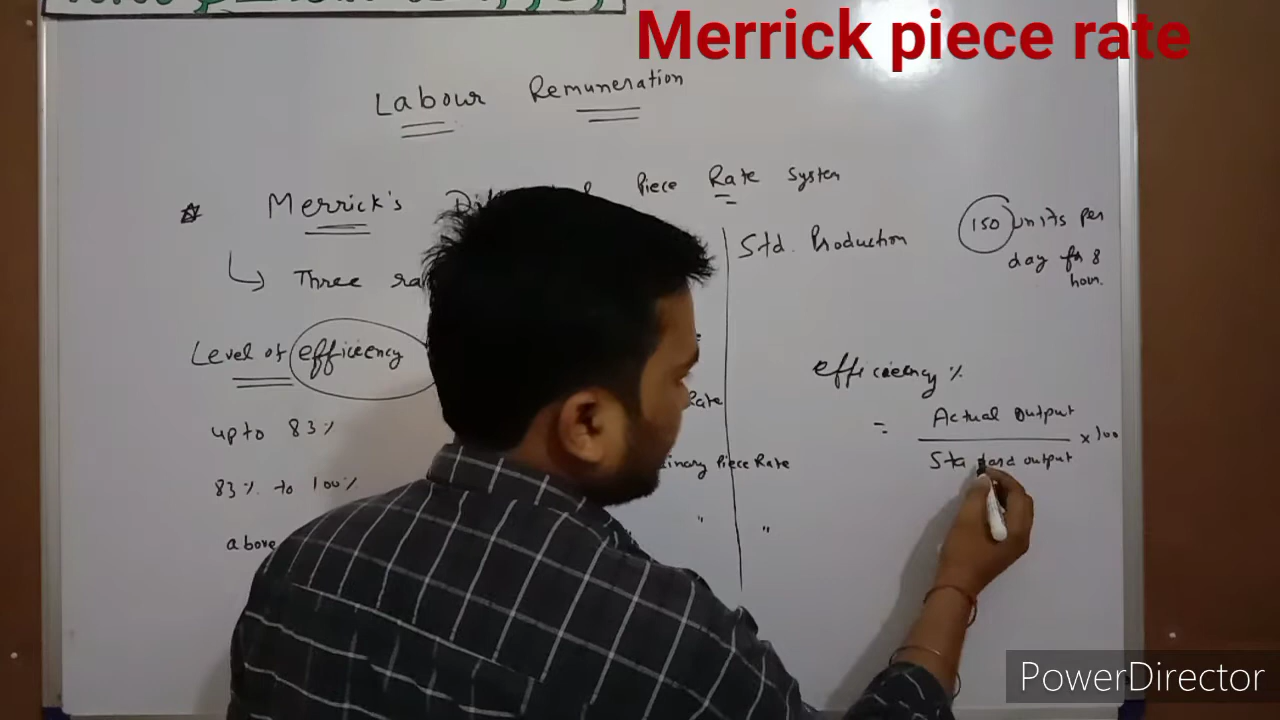 Merrick piece rate
Labour Remuneration
Merrick's Piece Rate System
Three
Level of efficiency
upto 83%
83% to 100%
above
Rate
Piece Rate
" "
Std. Production
150 units per
day for 8
hour.
efficiency %
= Actual Output × 100
Standard output
PowerDirector